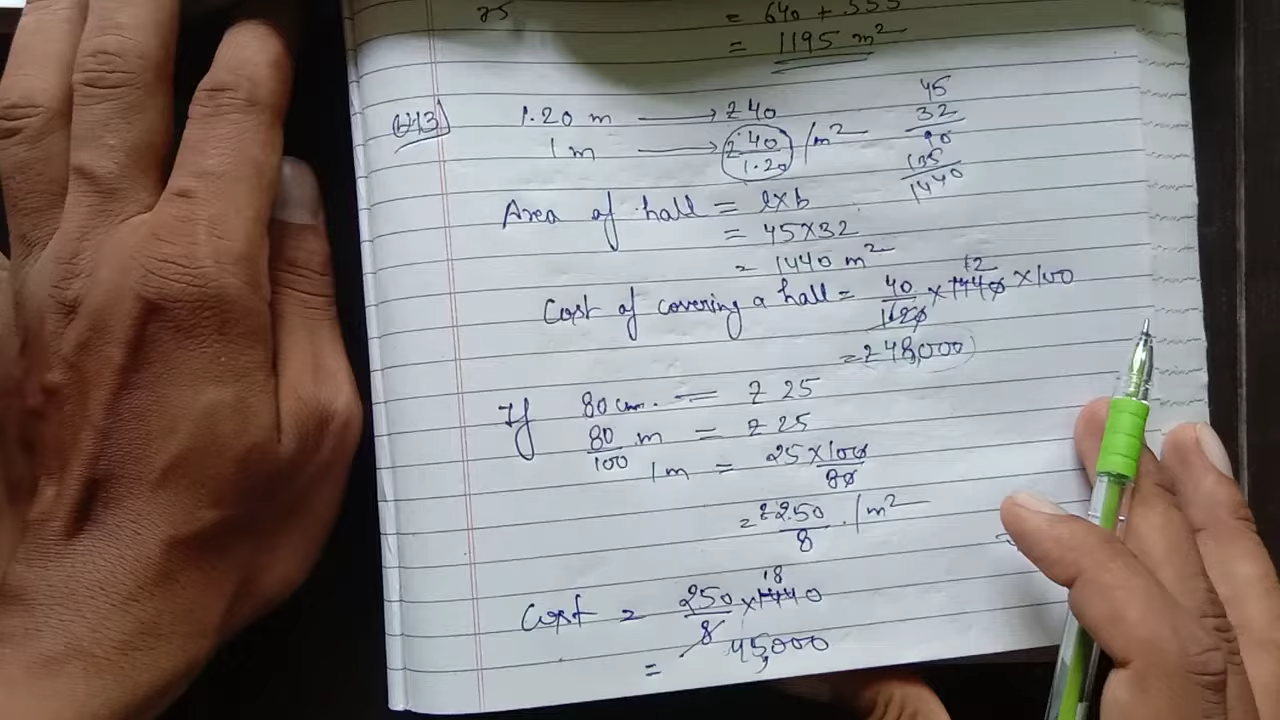 25
= 640 + 555
= 1195 m²
Q13) 1.20 m → ₹ 40
1 m → ₹ 40/1.20 /m²
45
32
90
135
1440
Area of hall = l×b
= 45×32
= 1440 m²
Cost of covering a hall = 40/120 × 1440 × 100
12
= ₹ 48,000
If 80 cm. = ₹ 25
80/100 m = ₹ 25
1 m = 25 × 100/80
= ₹ 250/8 ./m²
18
Cost = 250/8 × 1440
= 45,000